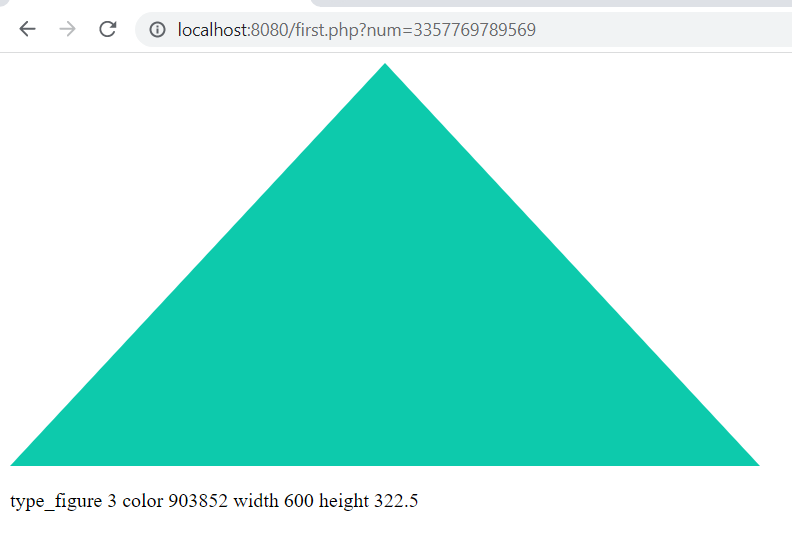 localhost:8080/first.php?num=3357769789569
type_figure 3 color 903852 width 600 height 322.5